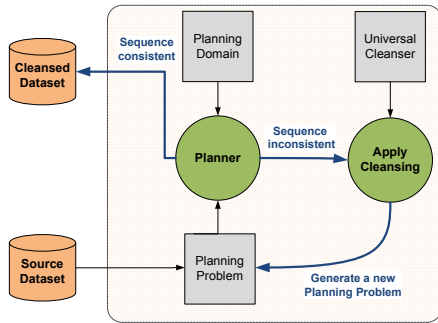 Cleansed
Dataset
Sequence
consistent
Planning
Domain
Universal
Cleanser
Planner
Sequence
inconsistent
Apply
Cleansing
Source
Dataset
Planning
Problem
Generate a new
Planning Problem